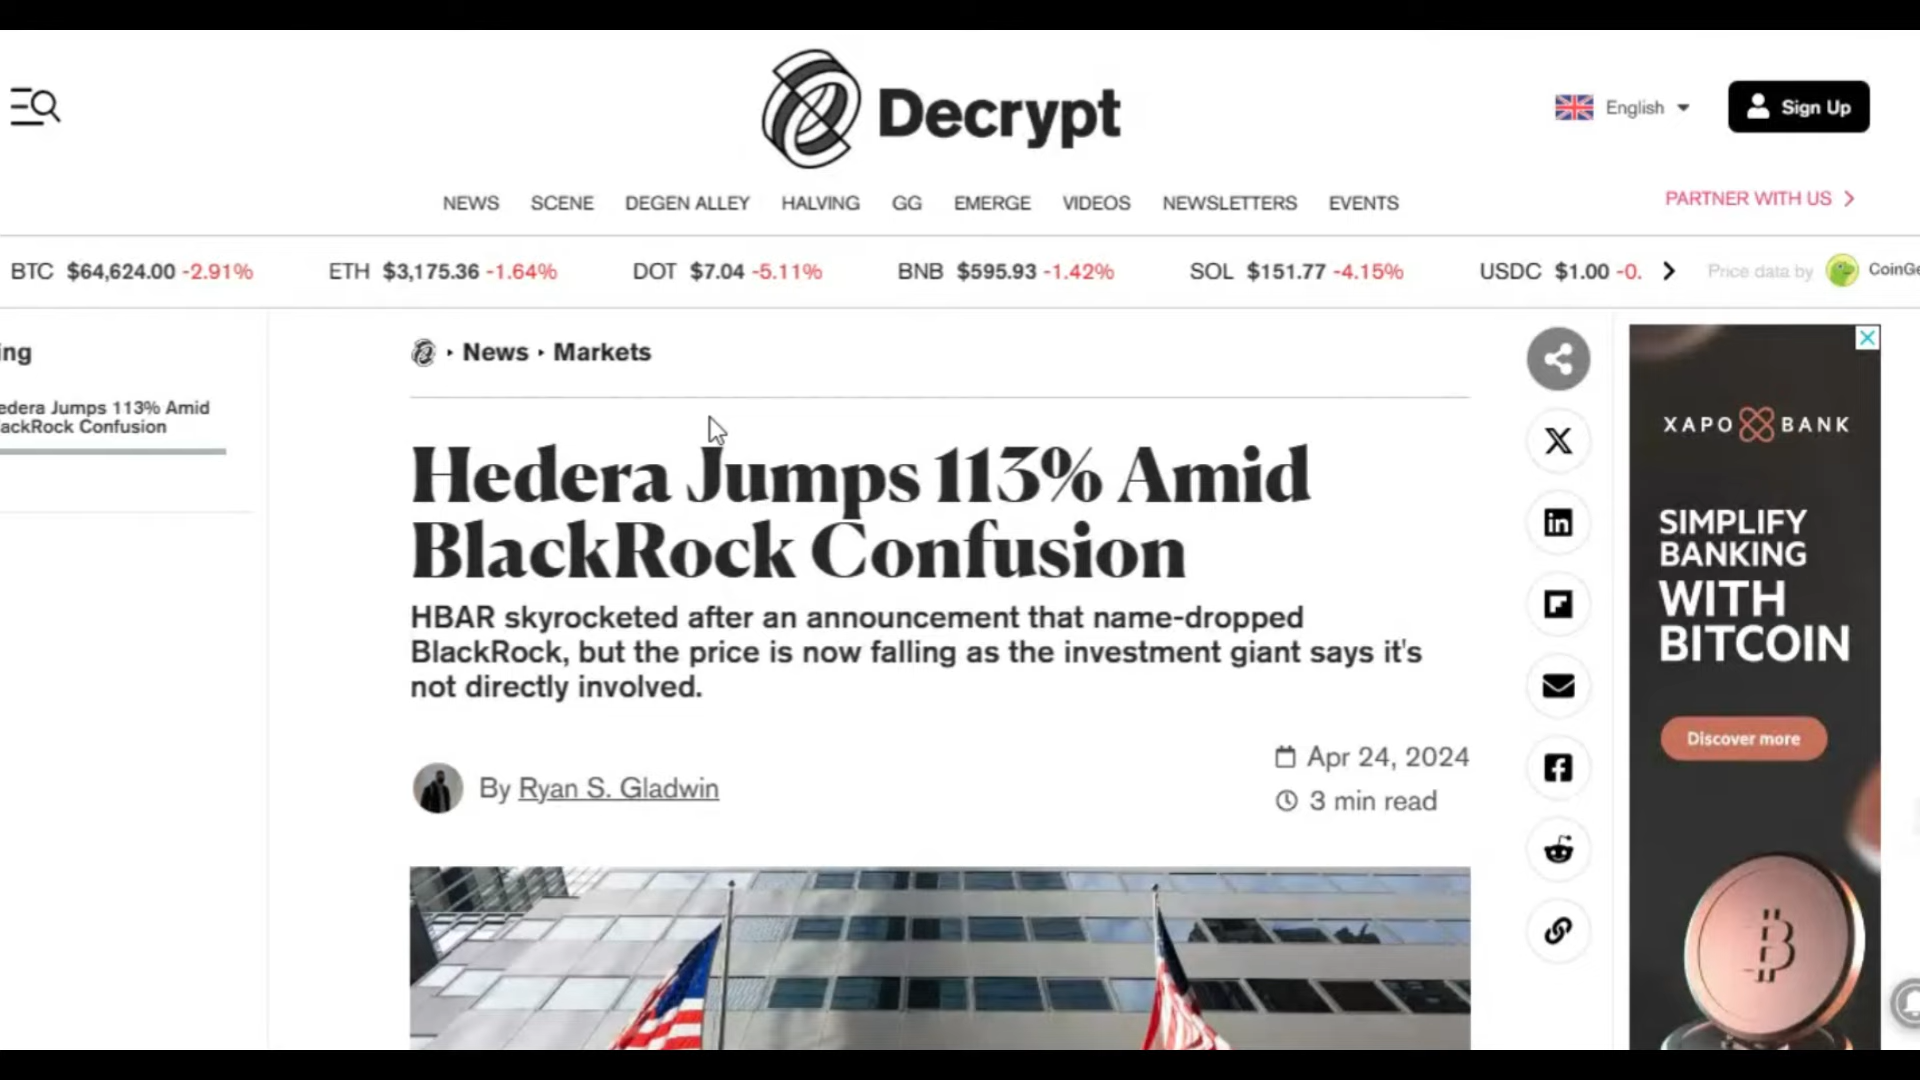 Decrypt
English
Sign Up
NEWS SCENE DEGEN ALLEY HALVING GG EMERGE VIDEOS NEWSLETTERS EVENTS
PARTNER WITH US
BTC $64,624.00 -2.91% ETH $3,175.36 -1.64% DOT $7.04 -5.11% BNB $595.93 -1.42% SOL $151.77 -4.15% USDC $1.00 -0. Price data by CoinGe
ing
edera Jumps 113% Amid
ackRock Confusion
News Markets
Hedera Jumps 113% Amid
BlackRock Confusion
HBAR skyrocketed after an announcement that name-dropped
BlackRock, but the price is now falling as the investment giant says it's
not directly involved.
By Ryan S. Gladwin
Apr 24, 2024
3 min read
XAPO BANK
SIMPLIFY
BANKING
WITH
BITCOIN
Discover more